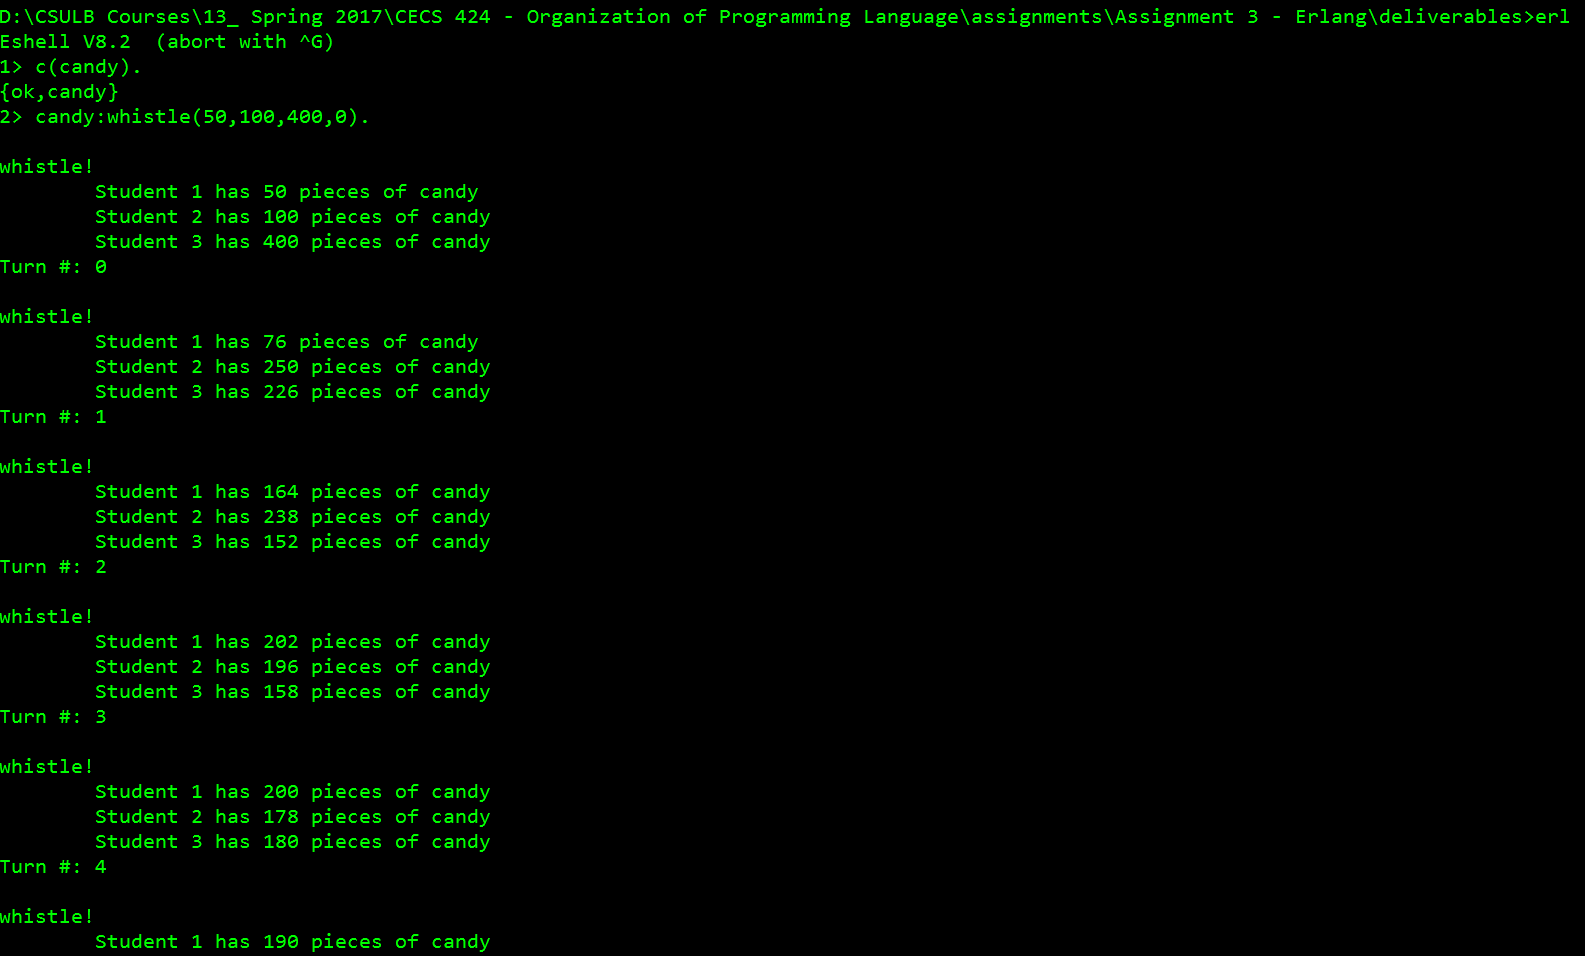 D:\CSULB Courses\13_ Spring 2017\CECS 424 - Organization of Programming Language\assignments\Assignment 3 - Erlang\deliverables>erl
Eshell V8.2  (abort with ^G)
1> c(candy).
{ok,candy}
2> candy:whistle(50,100,400,0).

whistle!
        Student 1 has 50 pieces of candy
        Student 2 has 100 pieces of candy
        Student 3 has 400 pieces of candy
Turn #: 0

whistle!
        Student 1 has 76 pieces of candy
        Student 2 has 250 pieces of candy
        Student 3 has 226 pieces of candy
Turn #: 1

whistle!
        Student 1 has 164 pieces of candy
        Student 2 has 238 pieces of candy
        Student 3 has 152 pieces of candy
Turn #: 2

whistle!
        Student 1 has 202 pieces of candy
        Student 2 has 196 pieces of candy
        Student 3 has 158 pieces of candy
Turn #: 3

whistle!
        Student 1 has 200 pieces of candy
        Student 2 has 178 pieces of candy
        Student 3 has 180 pieces of candy
Turn #: 4

whistle!
        Student 1 has 190 pieces of candy